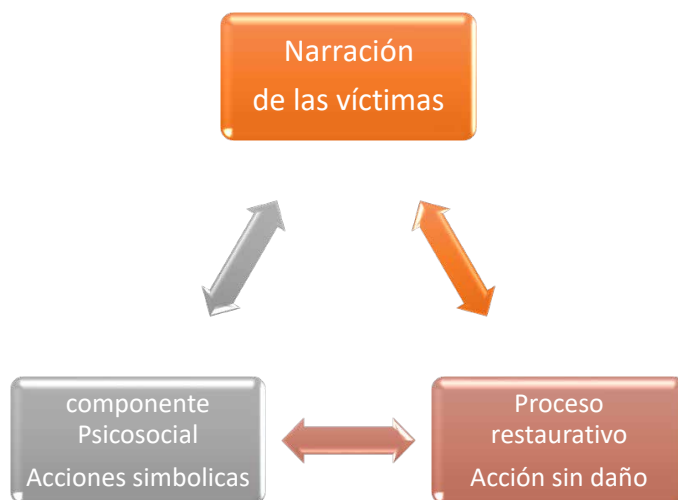 Narración
de las víctimas
componente
Psicosocial
Acciones simbolicas
Proceso
restaurativo
Acción sin daño